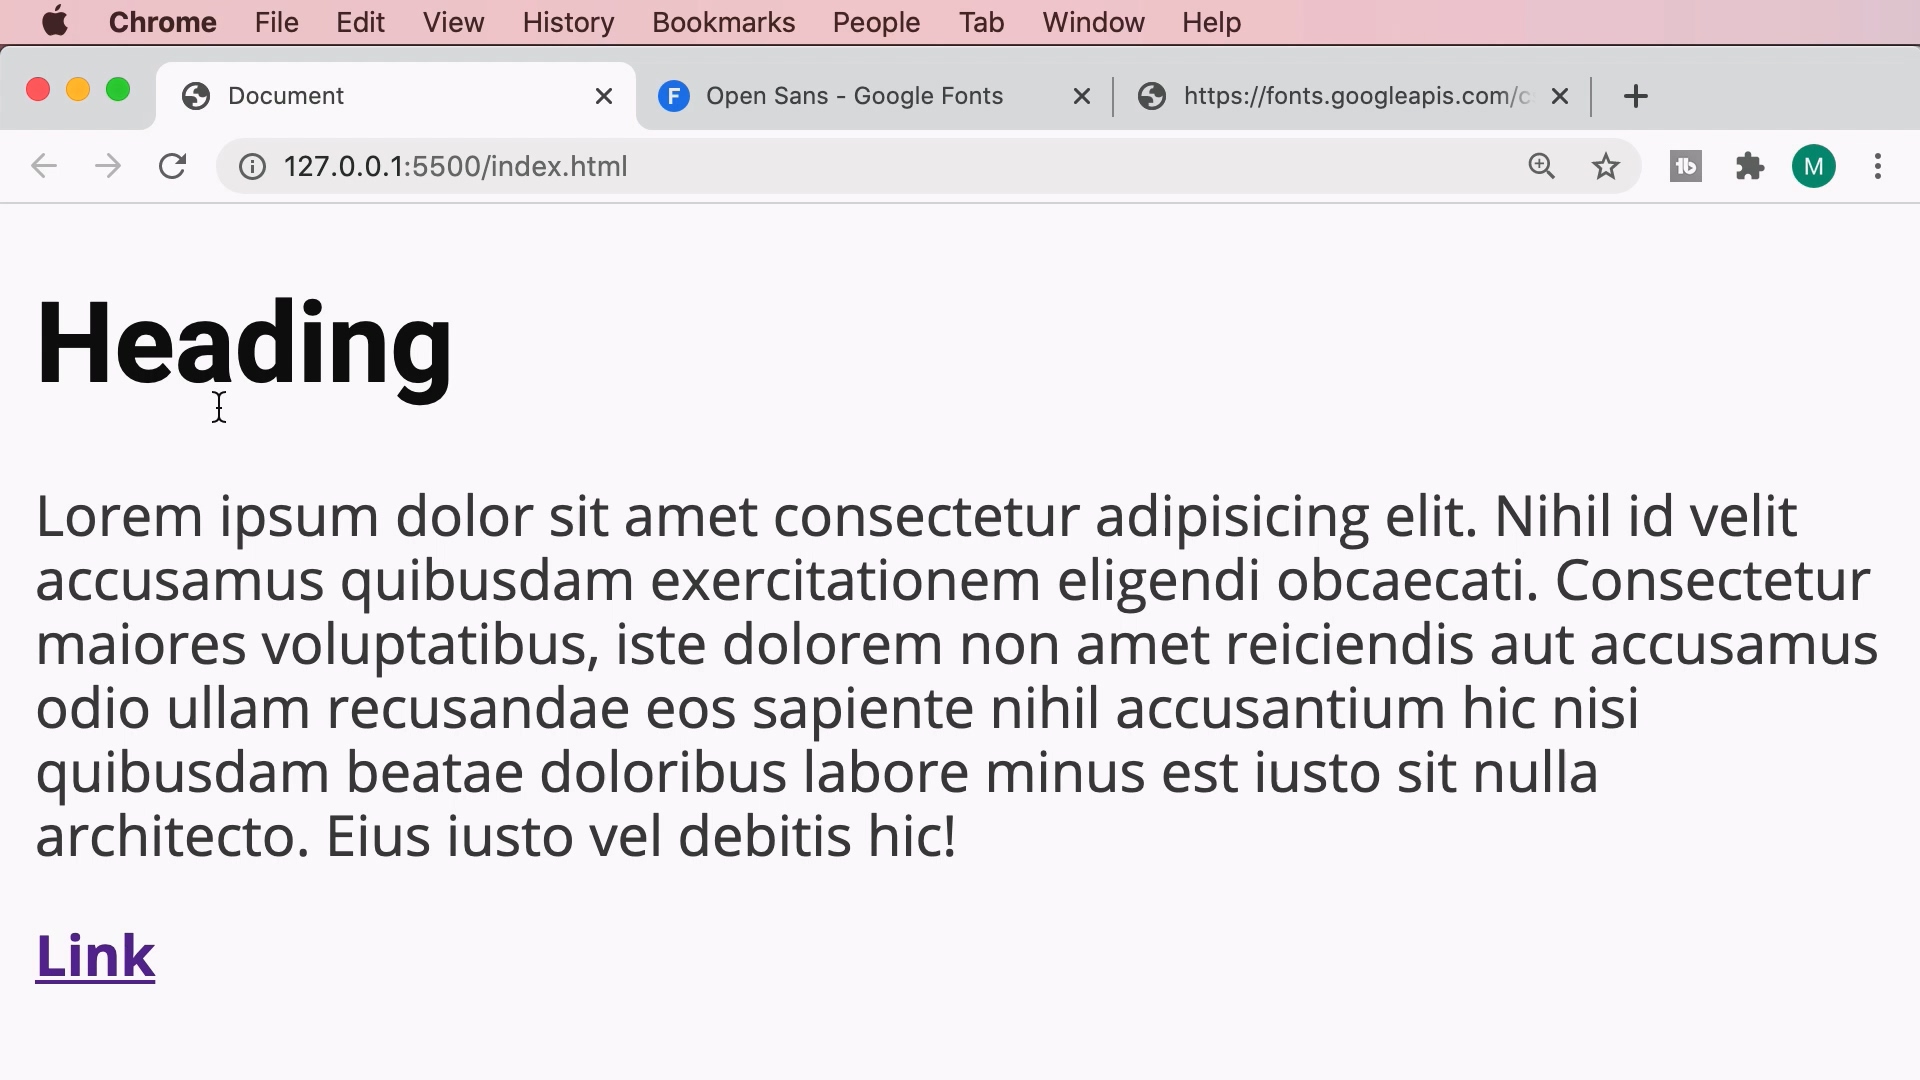 Chrome File Edit View History Bookmarks People Tab Window Help
Document
F Open Sans - Google Fonts
https://fonts.googleapis.com/c
127.0.0.1:5500/index.html
M
Heading
Lorem ipsum dolor sit amet consectetur adipisicing elit. Nihil id velit
accusamus quibusdam exercitationem eligendi obcaecati. Consectetur
maiores voluptatibus, iste dolorem non amet reiciendis aut accusamus
odio ullam recusandae eos sapiente nihil accusantium hic nisi
quibusdam beatae doloribus labore minus est iusto sit nulla
architecto. Eius iusto vel debitis hic!
Link